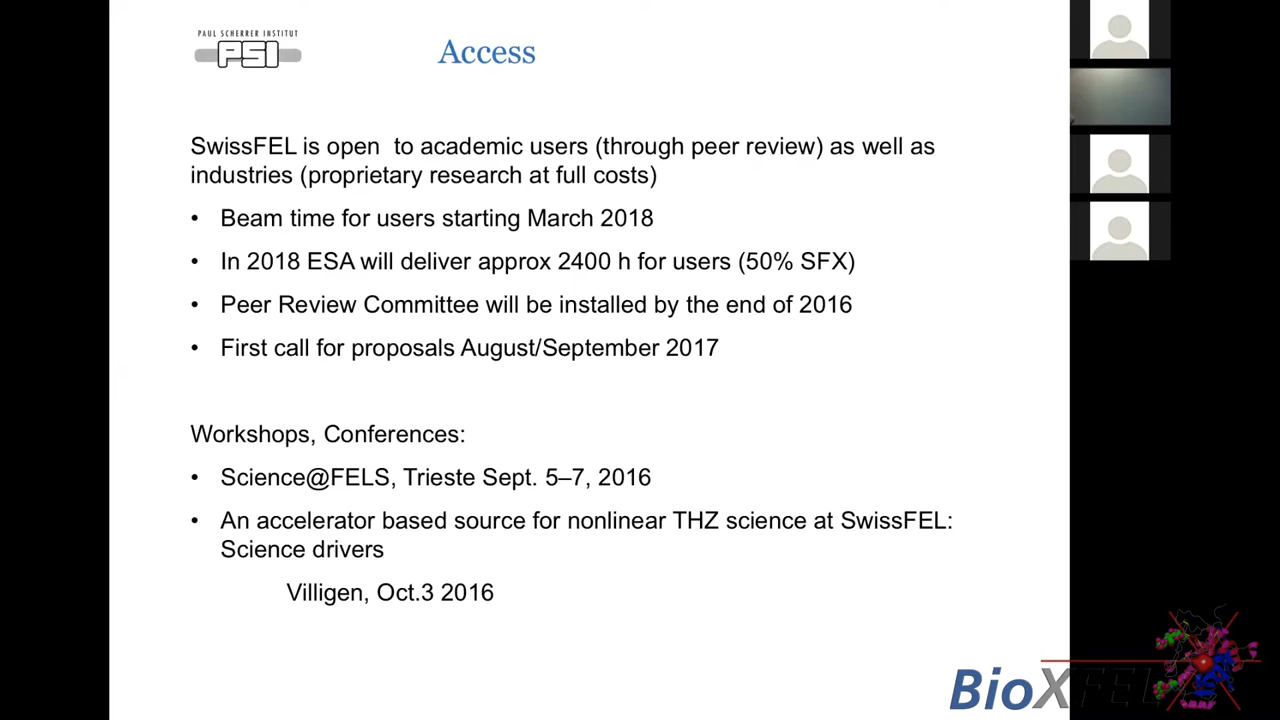 PAUL SCHERRER INSTITUT
PSI
Access
SwissFEL is open to academic users (through peer review) as well as
industries (proprietary research at full costs)
• Beam time for users starting March 2018
• In 2018 ESA will deliver approx 2400 h for users (50% SFX)
• Peer Review Committee will be installed by the end of 2016
• First call for proposals August/September 2017
Workshops, Conferences:
• Science@FELS, Trieste Sept. 5–7, 2016
• An accelerator based source for nonlinear THZ science at SwissFEL:
Science drivers
Villigen, Oct.3 2016
BioXFEL